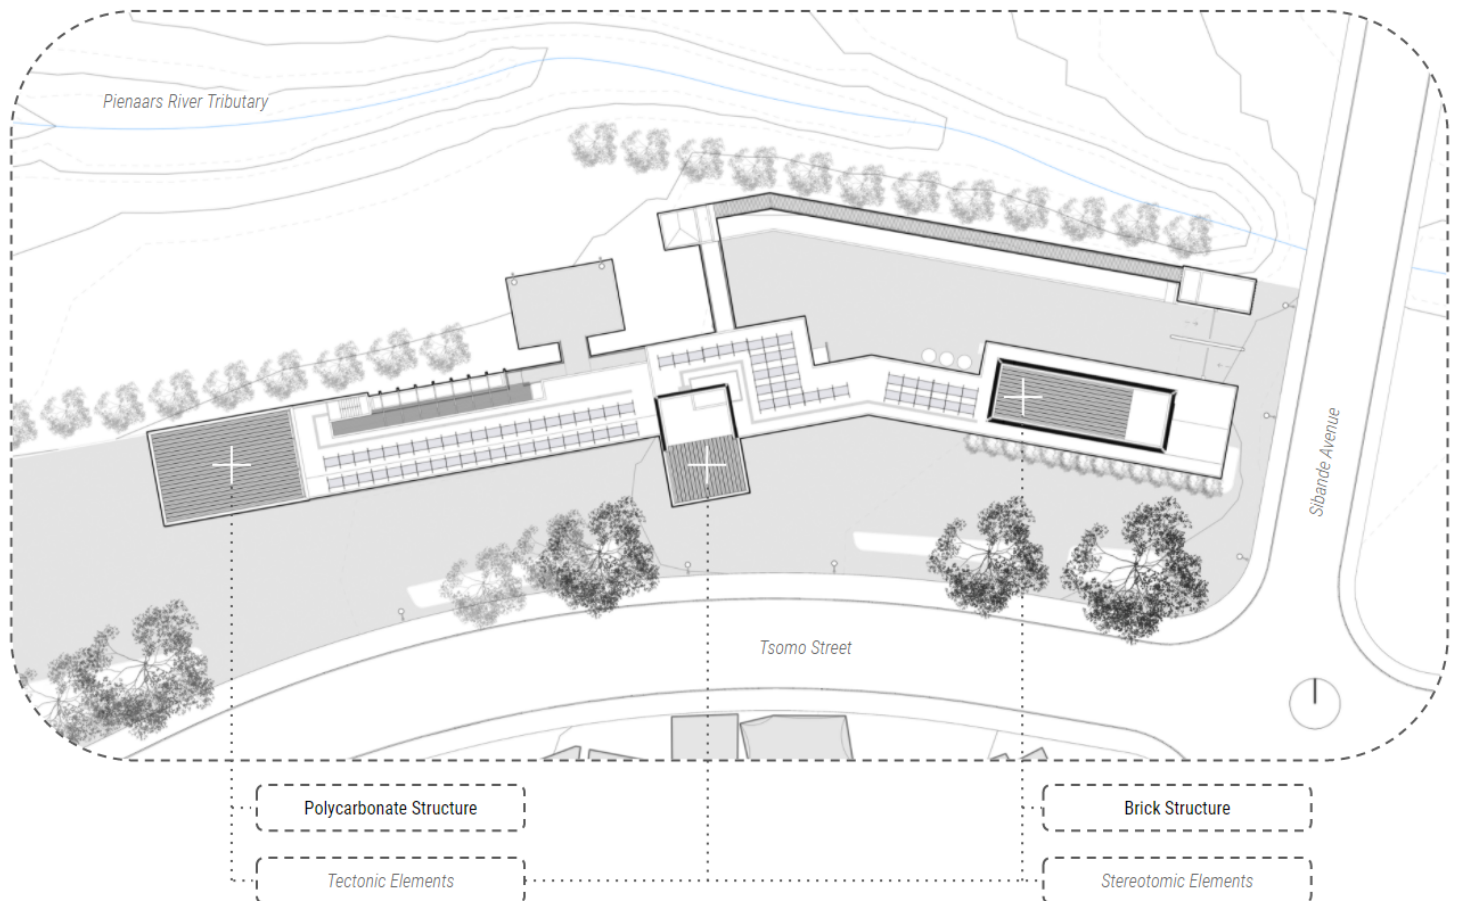 Pienaars River Tributary
Sibande Avenue
Tsomo Street
Polycarbonate Structure
Brick Structure
Tectonic Elements
Stereotomic Elements